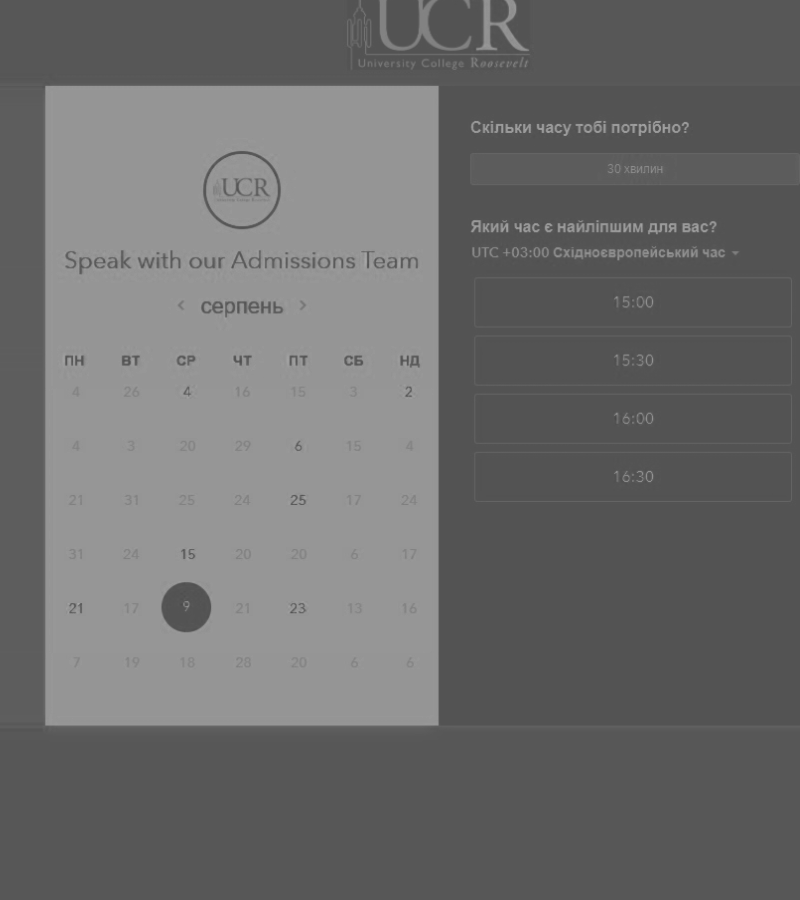 UCR
University College Roosevelt
UCR
Speak with our Admissions Team
‹ серпень ›
ПН ВТ СР ЧТ ПТ СБ НД
4 26 4 16 15 3 2
4 3 20 29 6 15 4
21 31 25 24 25 17 24
31 24 15 20 20 6 17
21 17 9 21 23 13 16
7 19 18 28 20 6 6
Скільки часу тобі потрібно?
30 хвилин
Який час є найліпшим для вас?
UTC +03:00 Східноєвропейський час
15:00
15:30
16:00
16:30